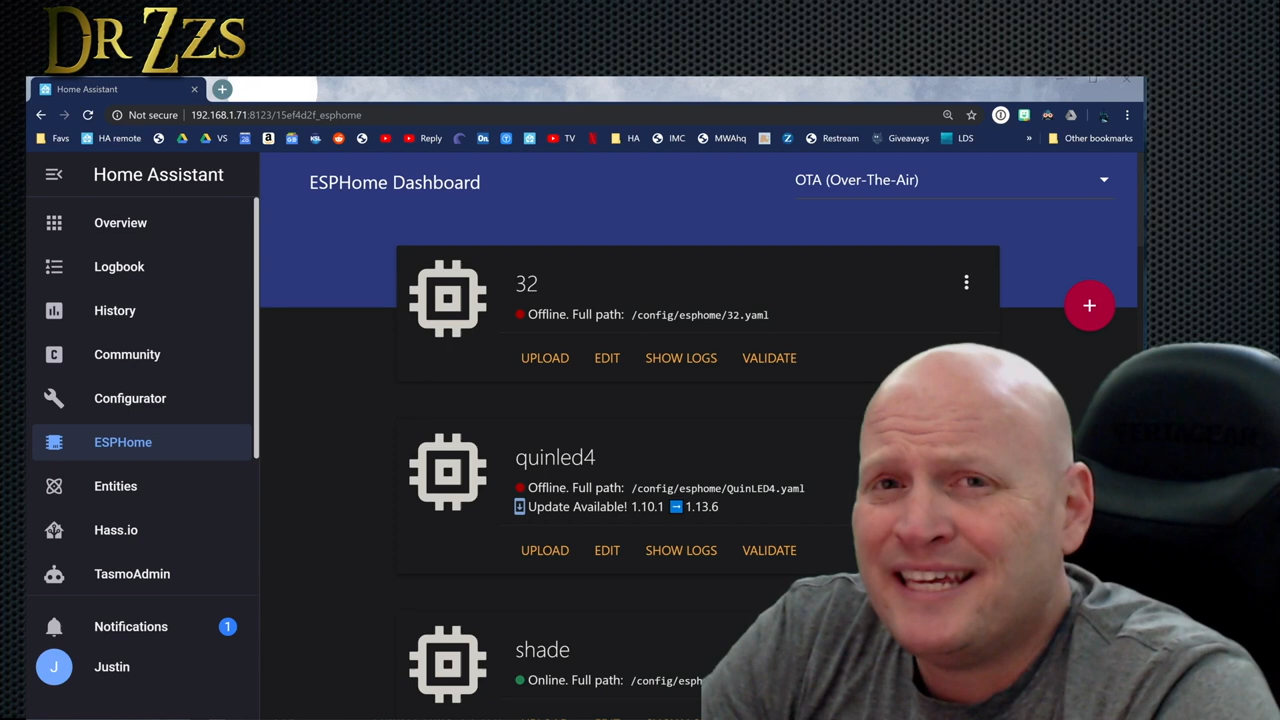 DR ZZS
Home Assistant
Not secure 192.168.1.71:8123/15ef4d2f_esphome
Favs HA remote VS Reply TV HA IMC MWAhq Restream Giveaways LDS » Other bookmarks
Home Assistant
ESPHome Dashboard
OTA (Over-The-Air)
Overview
Logbook
History
Community
Configurator
ESPHome
Entities
Hass.io
TasmoAdmin
Notifications 1
J Justin
32
Offline. Full path: /config/esphome/32.yaml
UPLOAD EDIT SHOW LOGS VALIDATE
quinled4
Offline. Full path: /config/esphome/QuinLED4.yaml
Update Available! 1.10.1 ➡ 1.13.6
UPLOAD EDIT SHOW LOGS VALIDATE
shade
Online. Full path: /config/esph